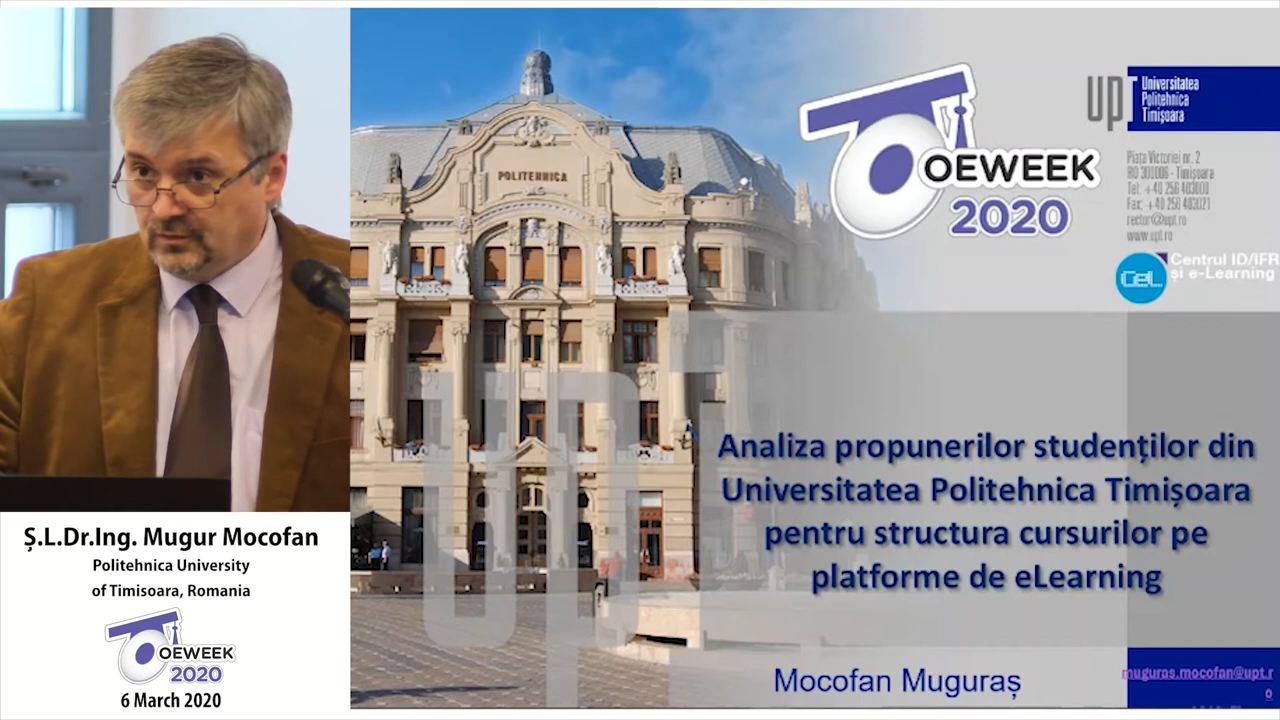 Ș.L.Dr.Ing. Mugur Mocofan
Politehnica University
of Timisoara, Romania
OEWEEK
2020
6 March 2020
POLITEHNICA
OEWEEK
2020
upt
Universitatea
Politehnica
Timișoara
Piața Victoriei nr. 2
RO 300006 - Timișoara
Tel: +40 256 403000
Fax: +40 256 403021
rector@upt.ro
www.upt.ro
CeL
Centrul ID/IFR
și e-Learning
upt
Analiza propunerilor studenților din
Universitatea Politehnica Timișoara
pentru structura cursurilor pe
platforme de eLearning
Mocofan Muguraș
muguras.mocofan@upt.r
o